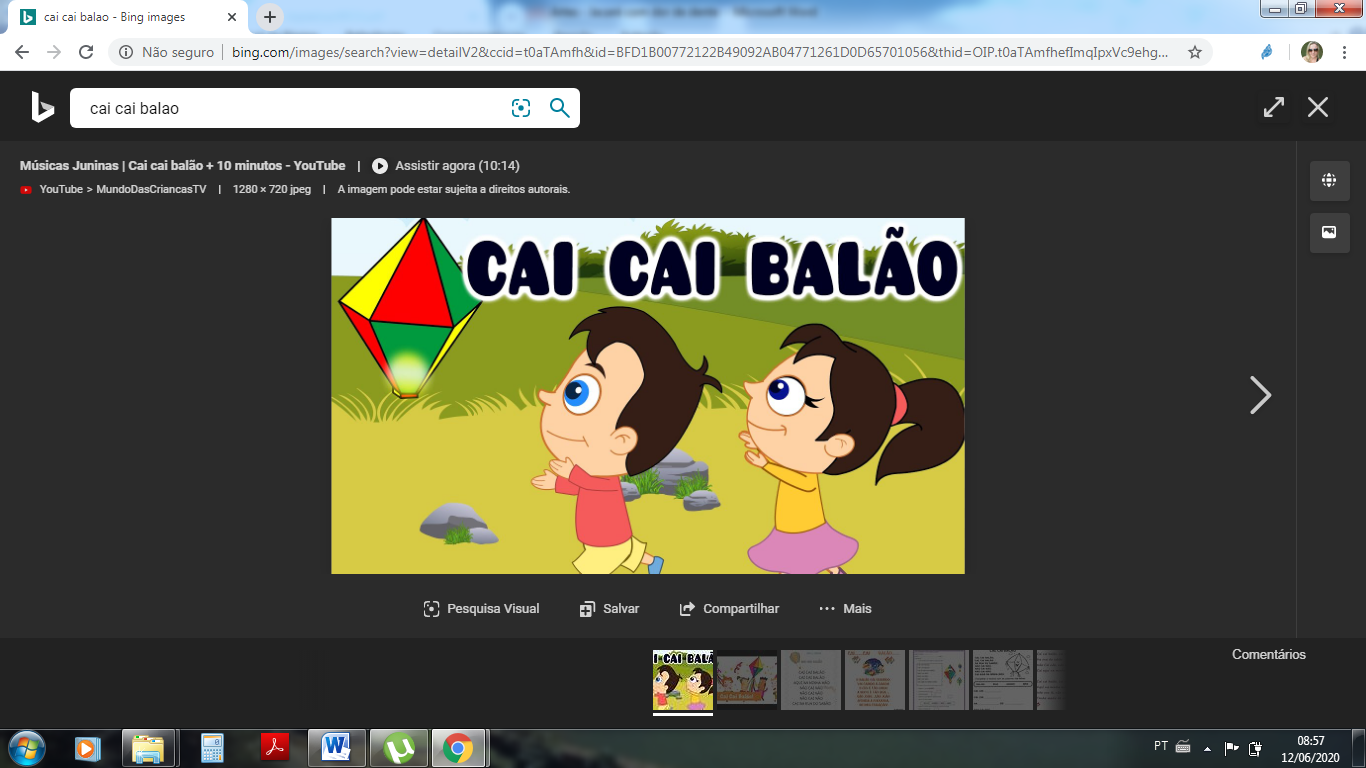 cai cai balao - Bing images
Não seguro
bing.com/images/search?view=detailV2&ccid=t0aTAmfh&id=BFD1B00772122B49092AB04771261D0D65701056&thid=OIP.t0aTAmfhefImqIpxVc9ehg...
cai cai balao
Músicas Juninas | Cai cai balão + 10 minutos - YouTube | Assistir agora (10:14)
YouTube > MundoDasCriancasTV | 1280 × 720 jpeg | A imagem pode estar sujeita a direitos autorais.
CAI CAI BALÃO
Pesquisa Visual Salvar Compartilhar Mais
Comentários
PT
08:57
12/06/2020